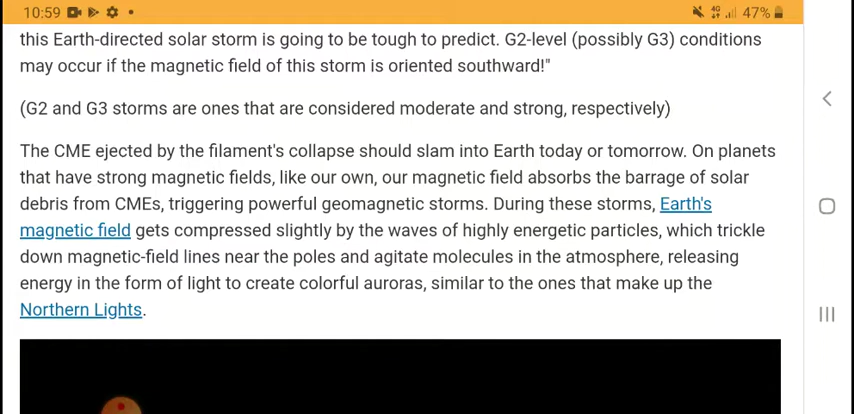 10:59
4G
47%
this Earth-directed solar storm is going to be tough to predict. G2-level (possibly G3) conditions
may occur if the magnetic field of this storm is oriented southward!"
(G2 and G3 storms are ones that are considered moderate and strong, respectively)
The CME ejected by the filament's collapse should slam into Earth today or tomorrow. On planets
that have strong magnetic fields, like our own, our magnetic field absorbs the barrage of solar
debris from CMEs, triggering powerful geomagnetic storms. During these storms, Earth's
magnetic field gets compressed slightly by the waves of highly energetic particles, which trickle
down magnetic-field lines near the poles and agitate molecules in the atmosphere, releasing
energy in the form of light to create colorful auroras, similar to the ones that make up the
Northern Lights.